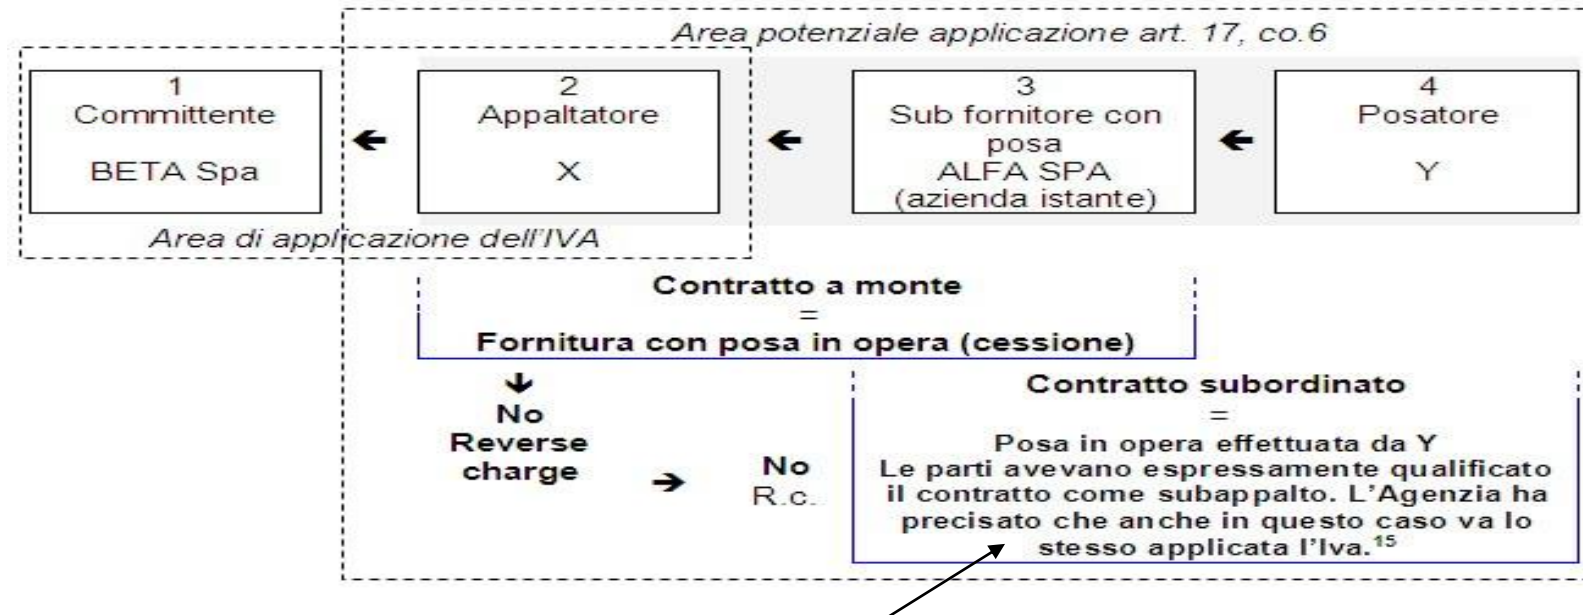 Area potenziale applicazione art. 17, co.6
1
Committente
BETA Spa
2
Appaltatore
X
3
Sub fornitore con
posa
ALFA SPA
(azienda istante)
4
Posatore
Y
Area di applicazione dell'IVA
Contratto a monte
=
Fornitura con posa in opera (cessione)
No
Reverse
charge
No
R.c.
Contratto subordinato
=
Posa in opera effettuata da Y
Le parti avevano espressamente qualificato
il contratto come subappalto. L'Agenzia ha
precisato che anche in questo caso va lo
stesso applicata l'Iva.15